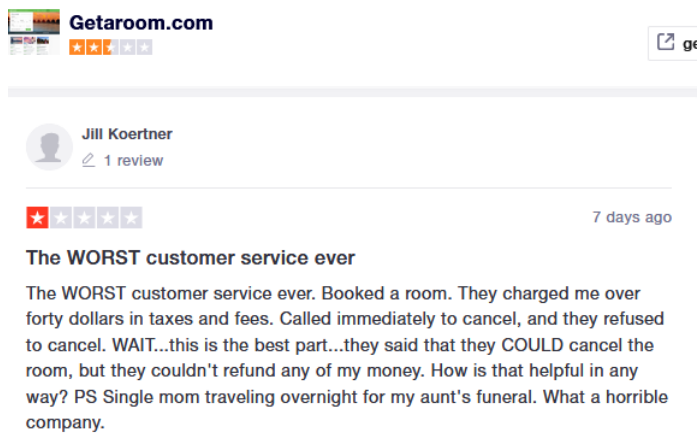 Getaroom.com
ge
Jill Koertner
1 review
7 days ago
The WORST customer service ever
The WORST customer service ever. Booked a room. They charged me over
forty dollars in taxes and fees. Called immediately to cancel, and they refused
to cancel. WAIT...this is the best part...they said that they COULD cancel the
room, but they couldn't refund any of my money. How is that helpful in any
way? PS Single mom traveling overnight for my aunt's funeral. What a horrible
company.